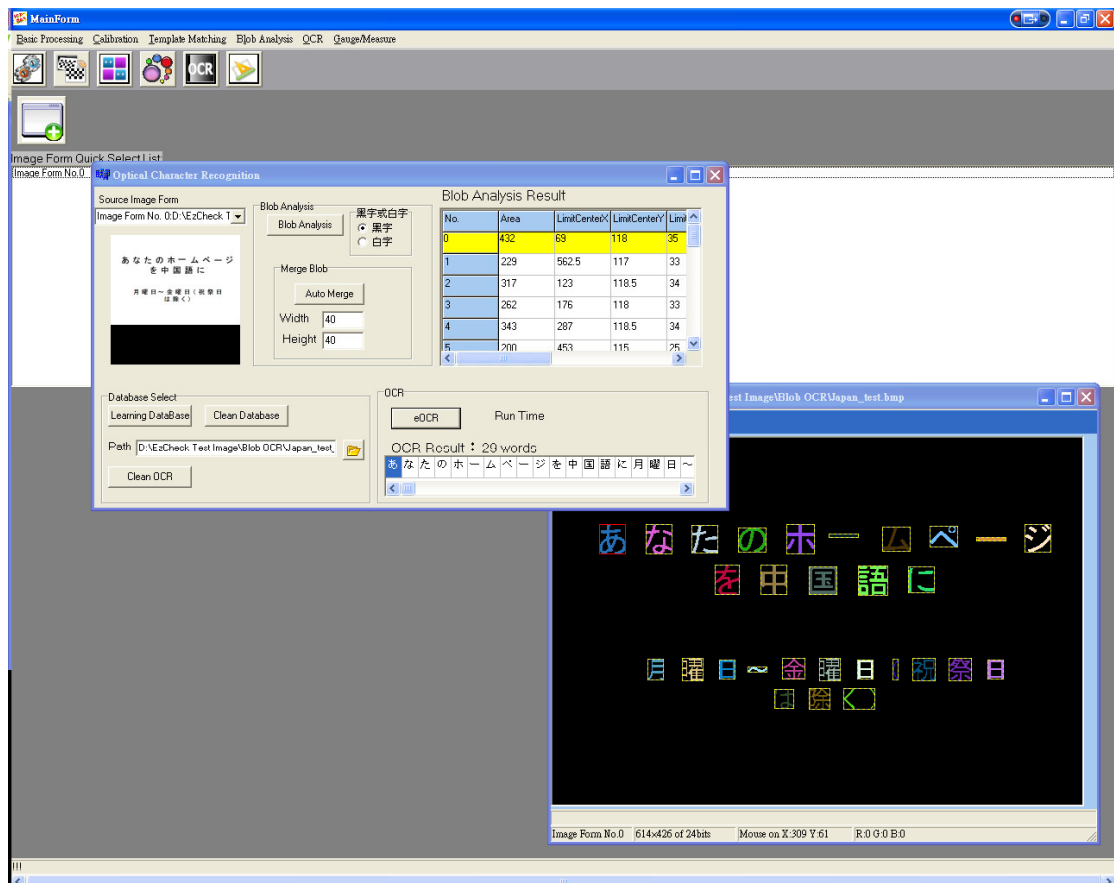 MainForm
Basic Processing Calibration Template Matching Blob Analysis OCR Gauge/Measure
OCR
Image Form Quick Select List
Image Form No.0
Optical Character Recognition
Source Image Form
Image Form No. 0:D:\EzCheck T
あなたのホームページ
を中国語に
月曜日～金曜日(祝祭日
は除く)
Blob Analysis
Blob Analysis
黑字或白字
黑字
白字
Merge Blob
Auto Merge
Width 40
Height 40
Blob Analysis Result
No. Area LimitCenterX LimitCenterY Limit
0 432 69 118 35
1 229 562.5 117 33
2 317 123 118.5 34
3 262 176 118 33
4 343 287 118.5 34
5 200 453 115 25
Database Select
Learning DataBase Clean Database
Path D:\EzCheck Test Image\Blob OCR\Japan_test_
Clean OCR
OCR
eOCR Run Time
OCR Result：29 words
あなたのホームページを中国語に月曜日～
est Image\Blob OCR\Japan_test.bmp
あなたのホームページ
を中国語に
月曜日～金曜日(祝祭日
は除く)
Image Form No.0 614×426 of 24bits Mouse on X:309 Y:61 R:0 G:0 B:0